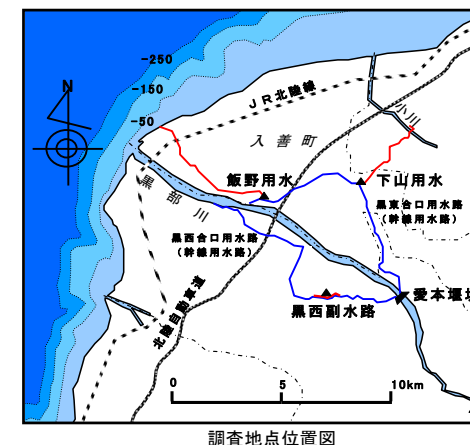 -250
-150
-50
N
JR北陸線
小川
入善町
飯野用水
下山用水
黒東合口用水路
(幹線用水路)
黒部川
黒西合口用水路
(幹線用水路)
愛本堰堤
黒西副水路
北陸自動車道
0 5 10km
調査地点位置図